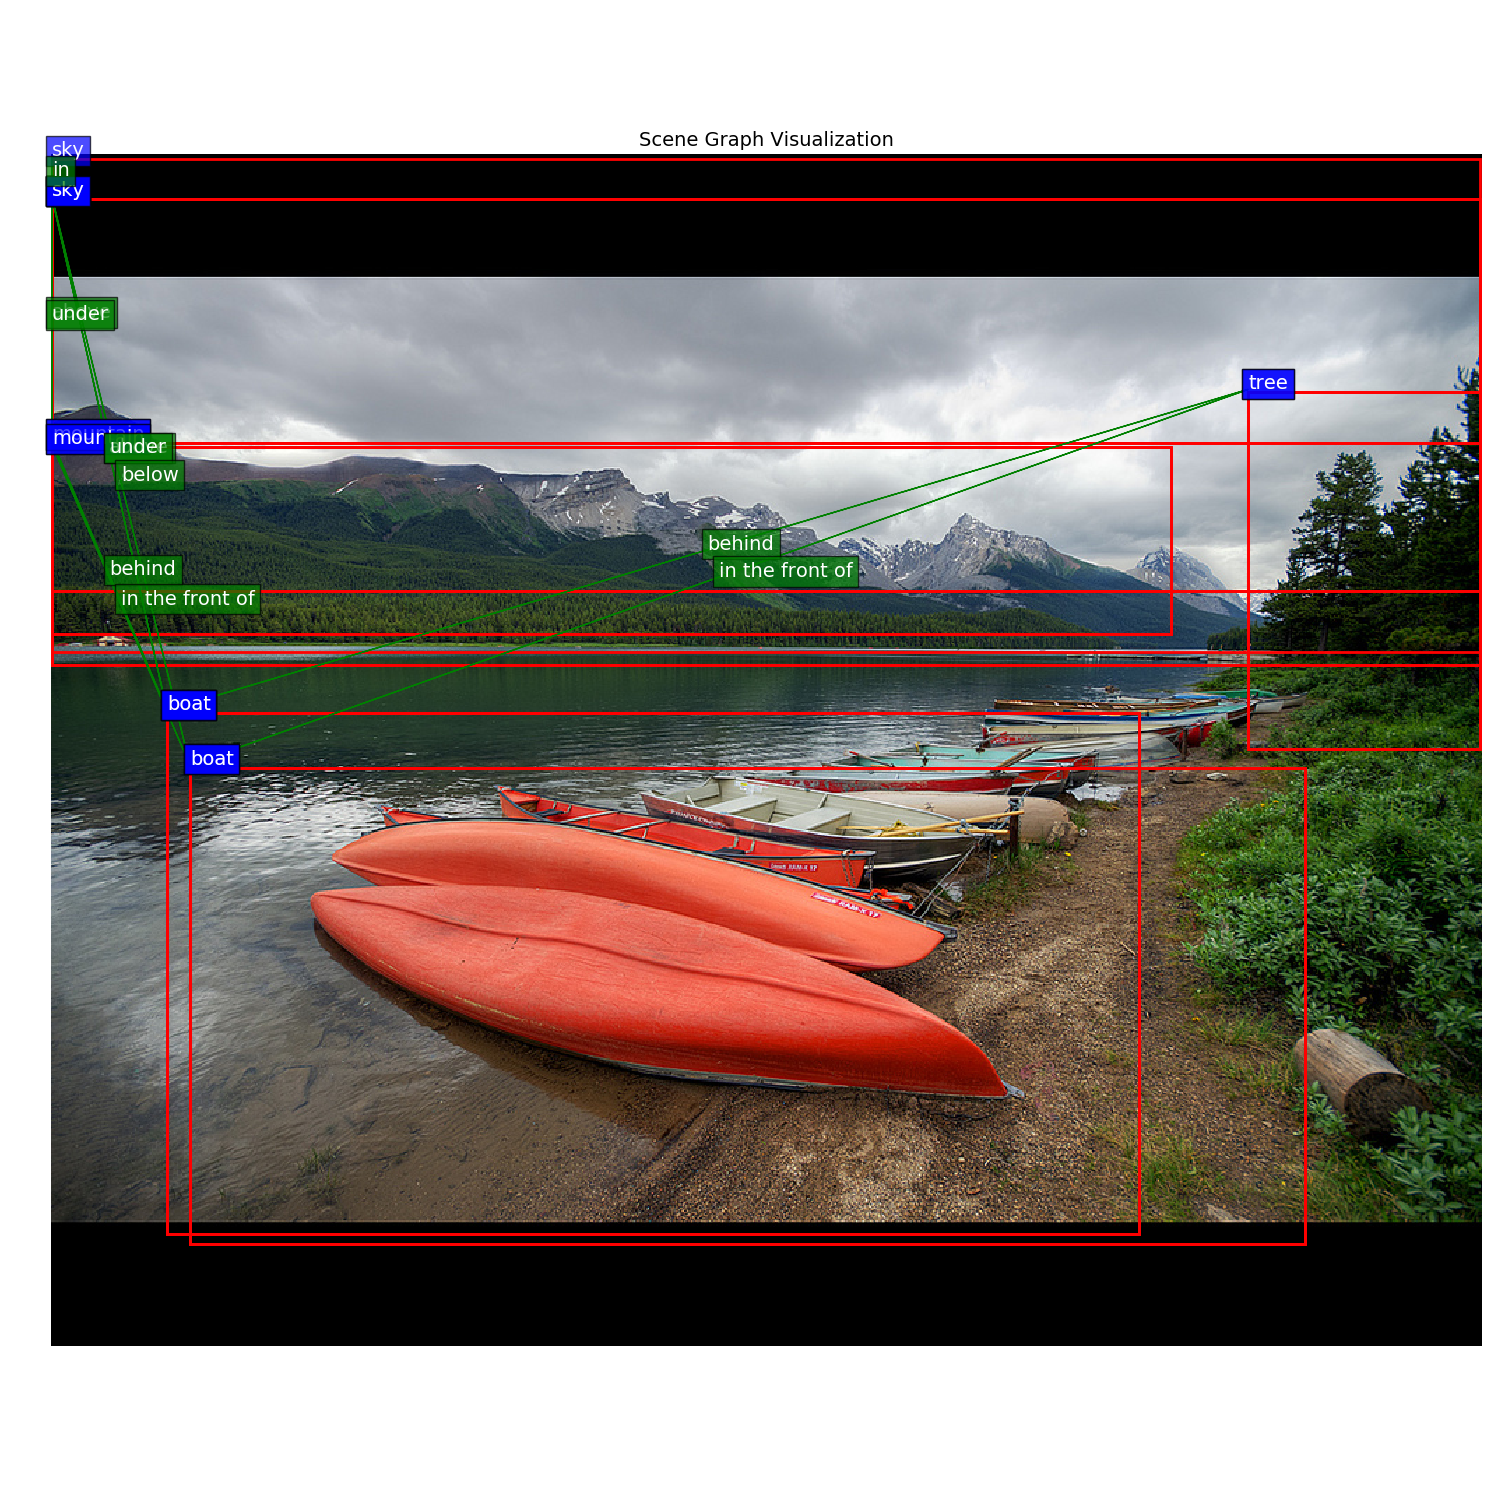 Scene Graph Visualization
sky
in
sky
under
tree
mountain
under
below
behind
in the front of
behind
in the front of
boat
boat